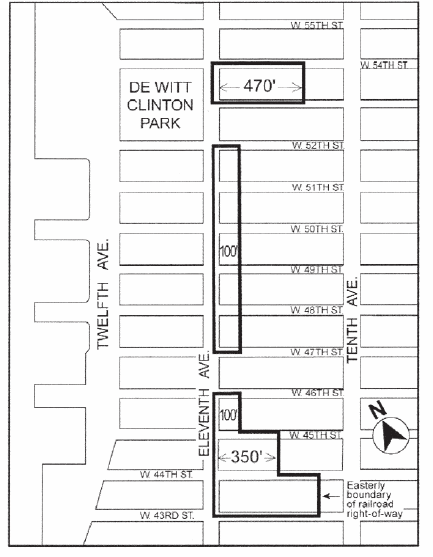 W. 55TH ST.
W. 54TH ST.
DE WITT
CLINTON
PARK
470'
W. 52TH ST.
W. 51TH ST.
W. 50TH ST.
100'
W. 49TH ST.
W. 48TH ST.
W. 47TH ST.
TWELFTH AVE.
TENTH AVE.
ELEVENTH AVE.
W. 46TH ST.
100'
N
W. 45TH ST.
350'
W. 44TH ST.
Easterly
boundary
of railroad
right-of-way
W. 43RD ST.